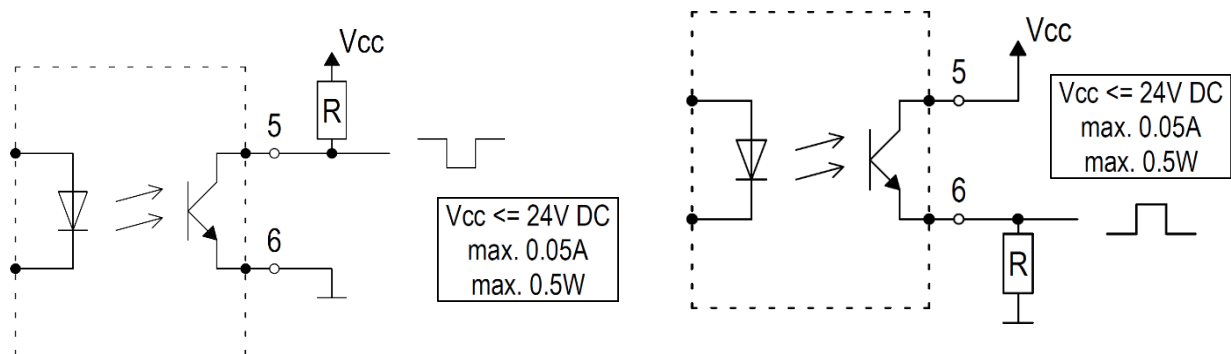 Vcc
R
5
6
Vcc <= 24V DC
max. 0.05A
max. 0.5W
Vcc
5
6
R
Vcc <= 24V DC
max. 0.05A
max. 0.5W